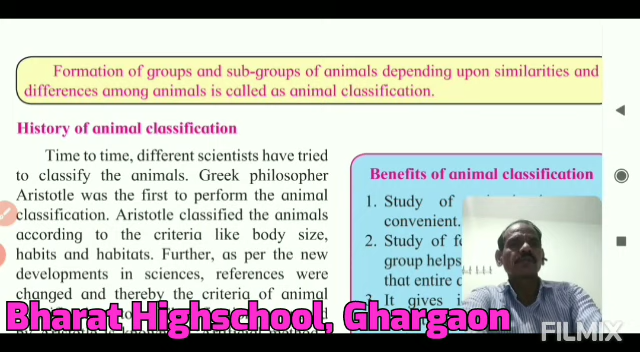 Formation of groups and sub-groups of animals depending upon similarities and
differences among animals is called as animal classification.
History of animal classification
Time to time, different scientists have tried
to classify the animals. Greek philosopher
Aristotle was the first to perform the animal
classification. Aristotle classified the animals
according to the criteria like body size,
habits and habitats. Further, as per the new
developments in sciences, references were
changed and thereby the criteria of animal
Benefits of animal classification
1. Study of
convenient.
2. Study of
group helps
that entire
3. It gives
Bharat Highschool, Ghargaon
FILMIX